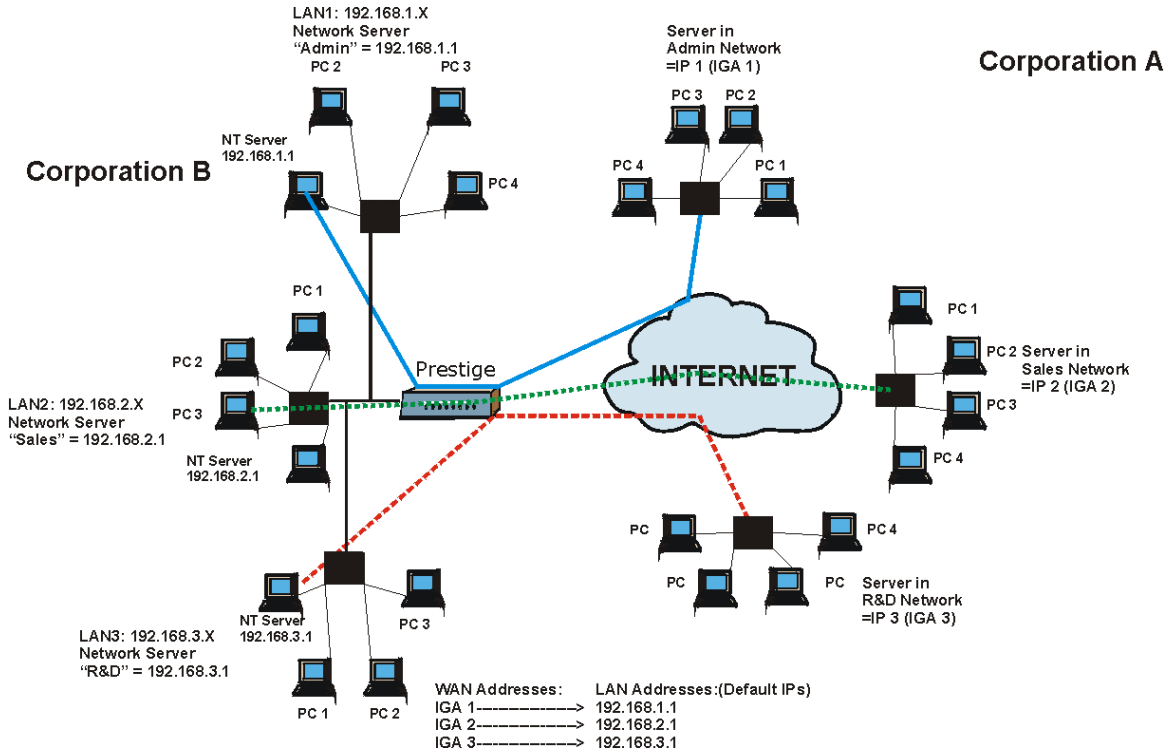 LAN1: 192.168.1.X
Network Server
“Admin” = 192.168.1.1
PC 2
PC 3
NT Server
192.168.1.1
PC 4
Corporation B
Server in
Admin Network
=IP 1 (IGA 1)
Corporation A
PC 3
PC 2
PC 4
PC 1
PC 1
PC 2
PC 3
LAN2: 192.168.2.X
Network Server
“Sales” = 192.168.2.1
NT Server
192.168.2.1
Prestige
INTERNET
PC 1
PC 2
Server in
Sales Network
=IP 2 (IGA 2)
PC 3
PC 4
PC
PC 4
PC
PC
Server in
R&D Network
=IP 3 (IGA 3)
NT Server
192.168.3.1
PC 3
LAN3: 192.168.3.X
Network Server
“R&D” = 192.168.3.1
PC 1
PC 2
WAN Addresses: LAN Addresses:(Default IPs)
IGA 1----------------> 192.168.1.1
IGA 2----------------> 192.168.2.1
IGA 3----------------> 192.168.3.1